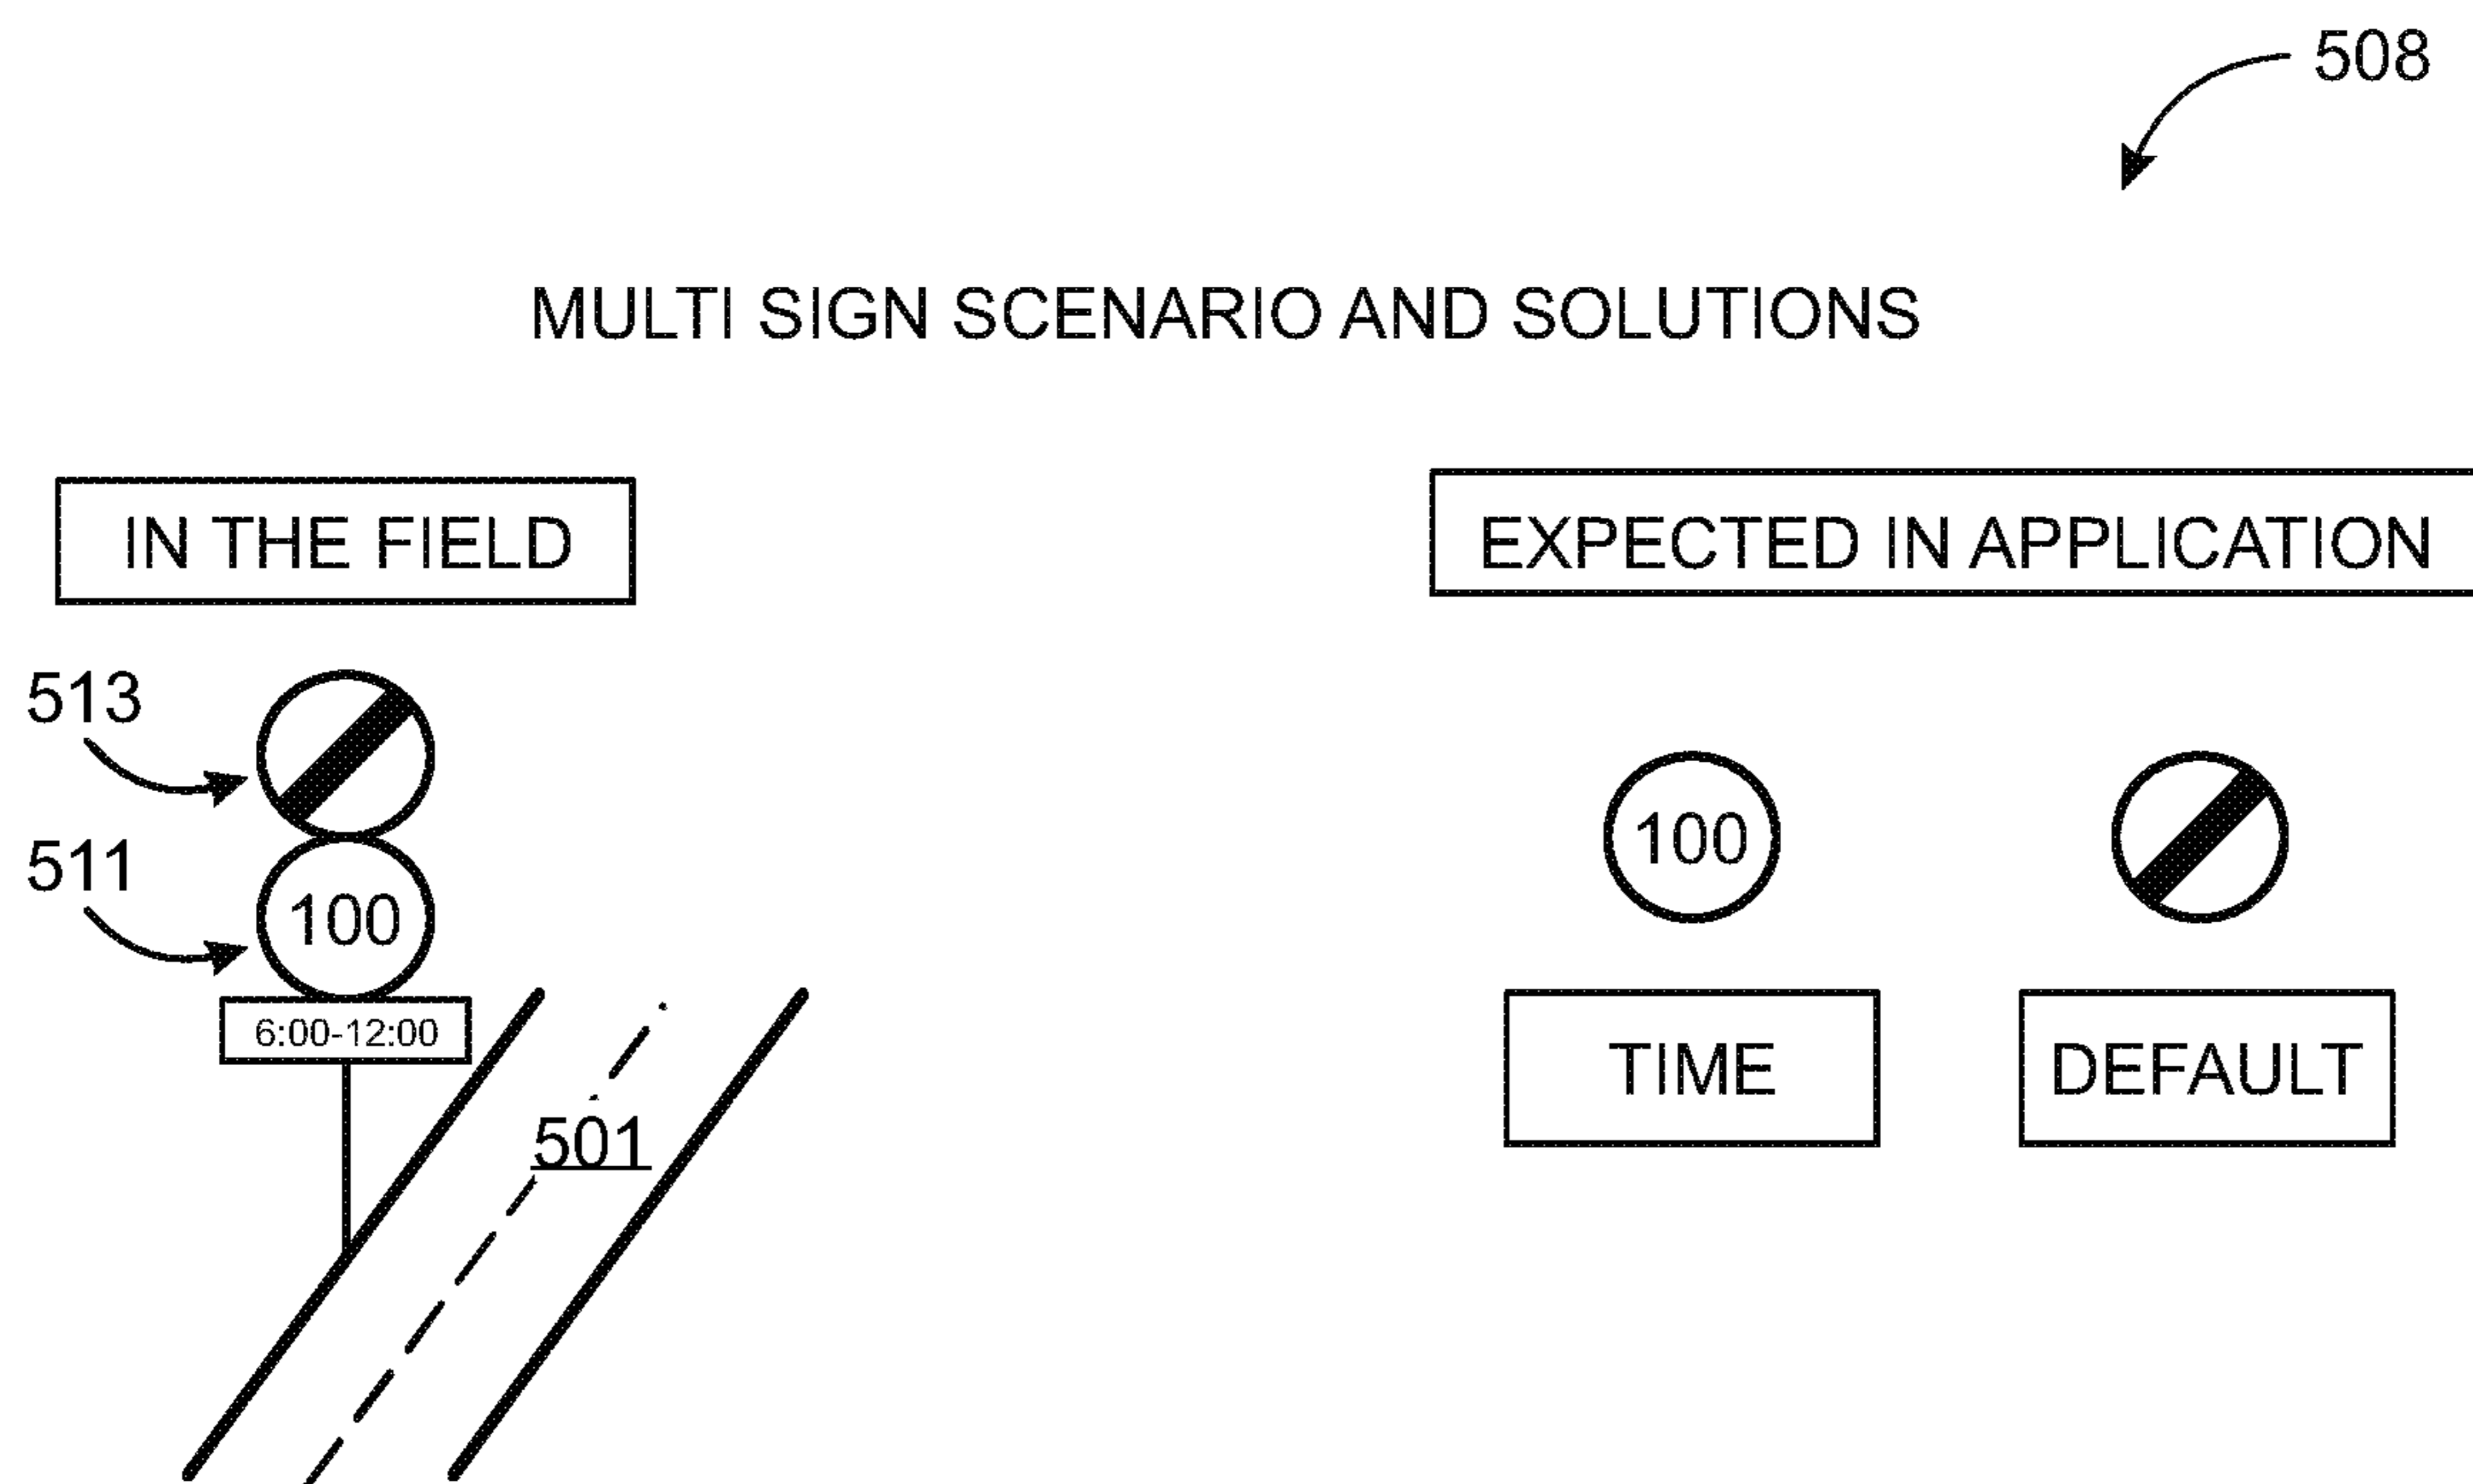 508
MULTI SIGN SCENARIO AND SOLUTIONS
IN THE FIELD
EXPECTED IN APPLICATION
513
511
100
6:00-12:00
501
100
TIME
DEFAULT